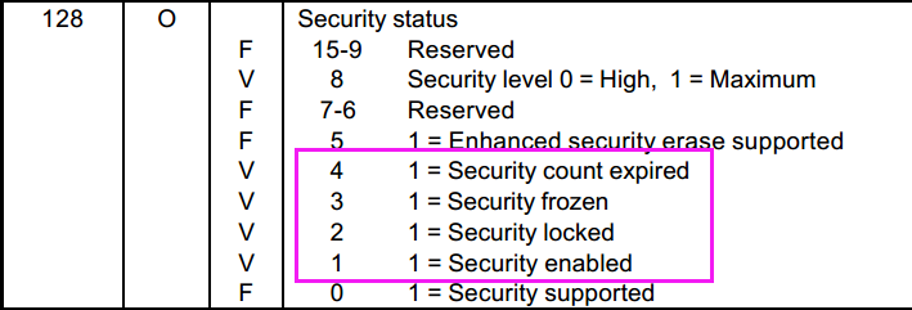 128 O Security status
F 15-9 Reserved
V 8 Security level 0 = High, 1 = Maximum
F 7-6 Reserved
F 5 1 = Enhanced security erase supported
V 4 1 = Security count expired
V 3 1 = Security frozen
V 2 1 = Security locked
V 1 1 = Security enabled
F 0 1 = Security supported